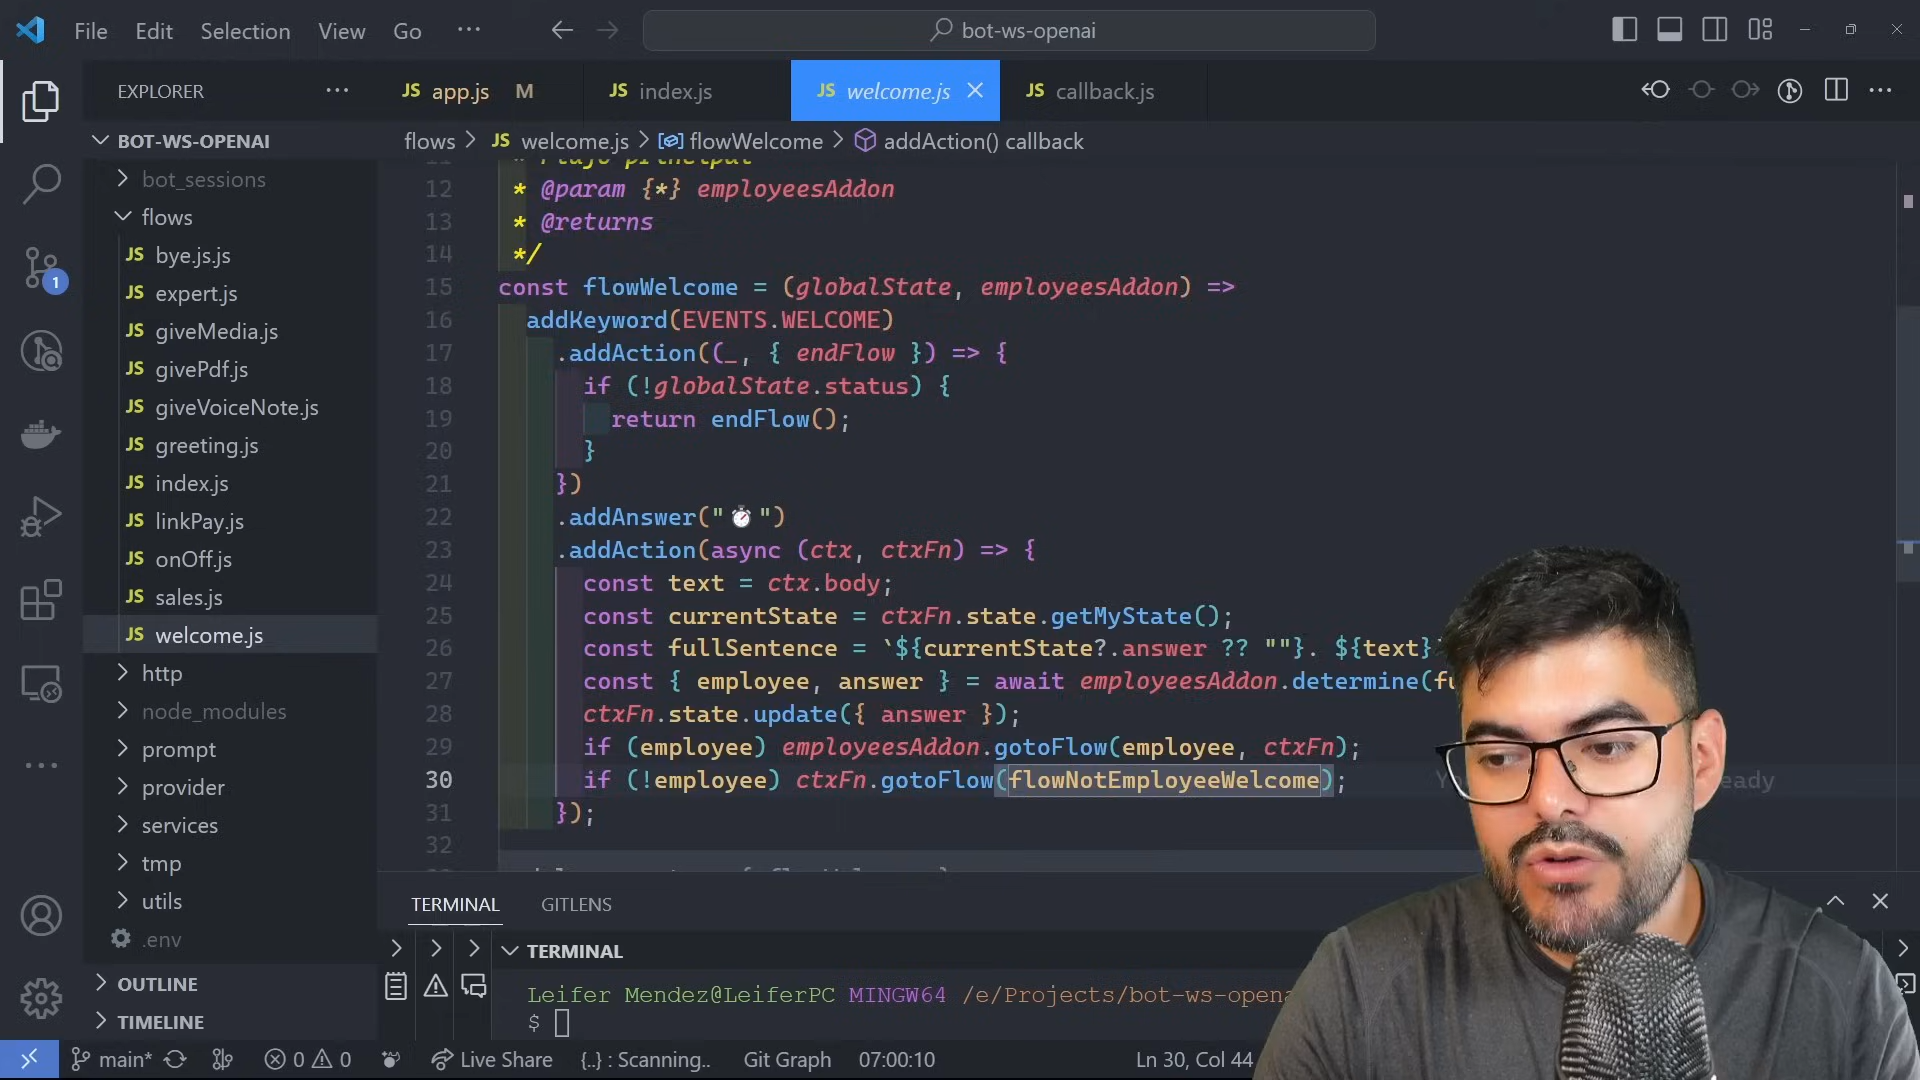 File Edit Selection View Go ··· bot-ws-openai
EXPLORER ···
JS app.js M JS index.js JS welcome.js JS callback.js
BOT-WS-OPENAI
flows > JS welcome.js > flowWelcome > addAction() callback
bot_sessions
flows
JS bye.js.js
JS expert.js
JS giveMedia.js
JS givePdf.js
JS giveVoiceNote.js
JS greeting.js
JS index.js
JS linkPay.js
JS onOff.js
JS sales.js
JS welcome.js
http
node_modules
prompt
provider
services
tmp
utils
.env
OUTLINE
TIMELINE
1
12 * @param {*} employeesAddon
13 * @returns
14 */
15 const flowWelcome = (globalState, employeesAddon) =>
16 addKeyword(EVENTS.WELCOME)
17 .addAction((_, { endFlow }) => {
18 if (!globalState.status) {
19 return endFlow();
20 }
21 })
22 .addAnswer("⏱")
23 .addAction(async (ctx, ctxFn) => {
24 const text = ctx.body;
25 const currentState = ctxFn.state.getMyState();
26 const fullSentence = `${currentState?.answer ?? ""}. ${text}
27 const { employee, answer } = await employeesAddon.determine(
28 ctxFn.state.update({ answer });
29 if (employee) employeesAddon.gotoFlow(employee, ctxFn);
30 if (!employee) ctxFn.gotoFlow(flowNotEmployeeWelcome);
31 });
32
TERMINAL GITLENS
TERMINAL
Leifer Mendez@LeiferPC MINGW64 /e/Projects/bot-ws-opena
$
main* 0 0 Live Share {..} : Scanning.. Git Graph 07:00:10 Ln 30, Col 44